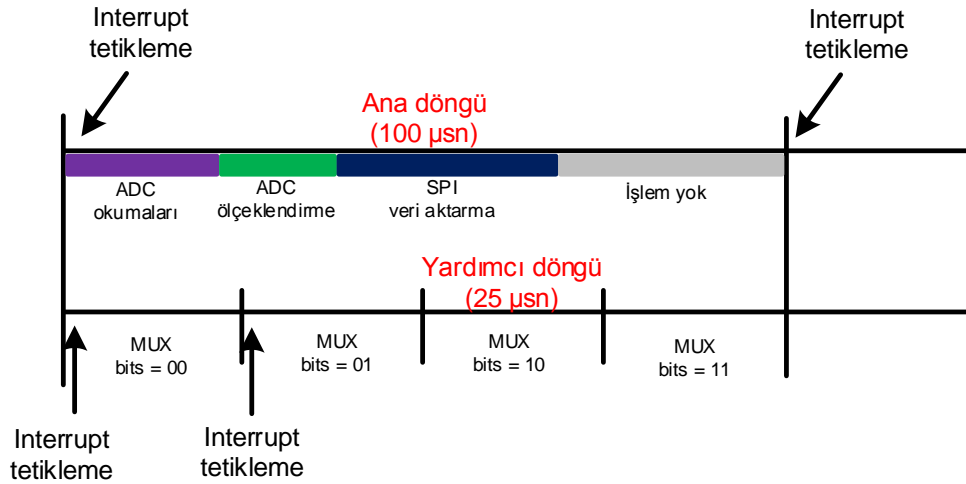 Interrupt
tetikleme
Interrupt
tetikleme
Ana döngü
(100 µsn)
ADC
okumaları
ADC
ölçeklendirme
SPI
veri aktarma
İşlem yok
Yardımcı döngü
(25 µsn)
MUX
bits = 00
MUX
bits = 01
MUX
bits = 10
MUX
bits = 11
Interrupt
tetikleme
Interrupt
tetikleme